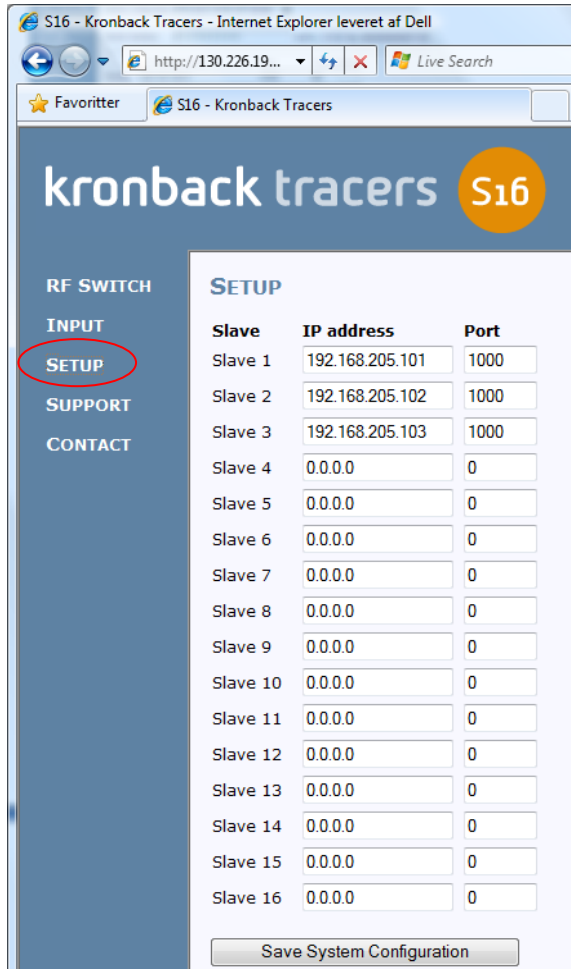 S16 - Kronback Tracers - Internet Explorer leveret af Dell
http://130.226.19... Live Search
Favoritter S16 - Kronback Tracers
kronback tracers S16
RF SWITCH
INPUT
SETUP
SUPPORT
CONTACT
SETUP
Slave IP address Port
Slave 1 192.168.205.101 1000
Slave 2 192.168.205.102 1000
Slave 3 192.168.205.103 1000
Slave 4 0.0.0.0 0
Slave 5 0.0.0.0 0
Slave 6 0.0.0.0 0
Slave 7 0.0.0.0 0
Slave 8 0.0.0.0 0
Slave 9 0.0.0.0 0
Slave 10 0.0.0.0 0
Slave 11 0.0.0.0 0
Slave 12 0.0.0.0 0
Slave 13 0.0.0.0 0
Slave 14 0.0.0.0 0
Slave 15 0.0.0.0 0
Slave 16 0.0.0.0 0
Save System Configuration